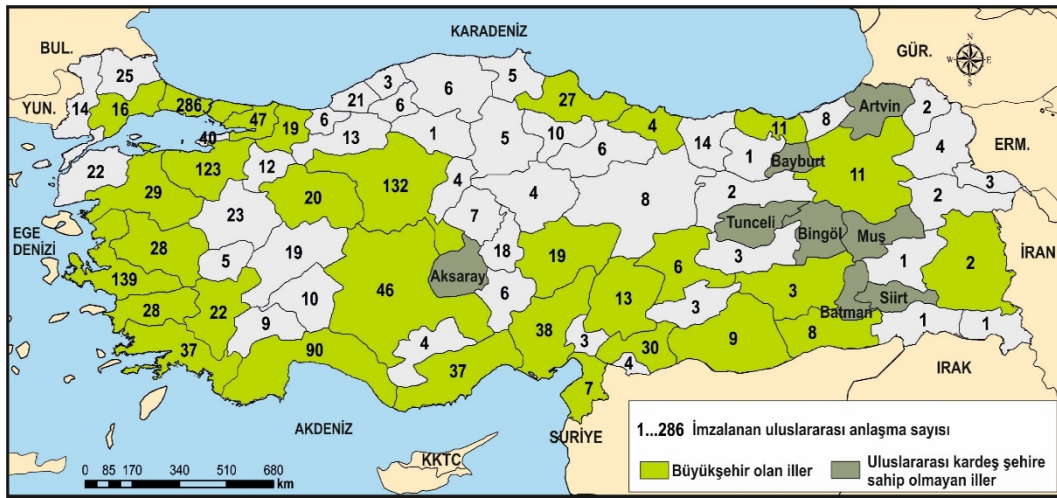 KARADENİZ
BUL.
GÜR.
N
W
E
S
25
3
6
5
21
6
27
Artvin
2
14
YUN.
16
286
47
19
6
13
1
5
10
4
14
11
8
4
ERM.
40
6
1
Bayburt
22
123
12
132
4
4
8
2
11
2
3
29
20
7
Tunceli
Bingöl
Muş
23
EGE
DENİZİ
28
5
19
18
19
3
1
2
İRAN
Aksaray
6
139
46
6
13
3
Batman
Siirt
28
22
10
3
9
38
9
8
1
1
37
90
4
3
30
4
37
7
IRAK
AKDENİZ
SURİYE
KKTC
1...286 İmzalanan uluslararası anlaşma sayısı
Büyükşehir olan iller
Uluslararası kardeş şehire
sahip olmayan iller
0 85 170 340 510 680
km